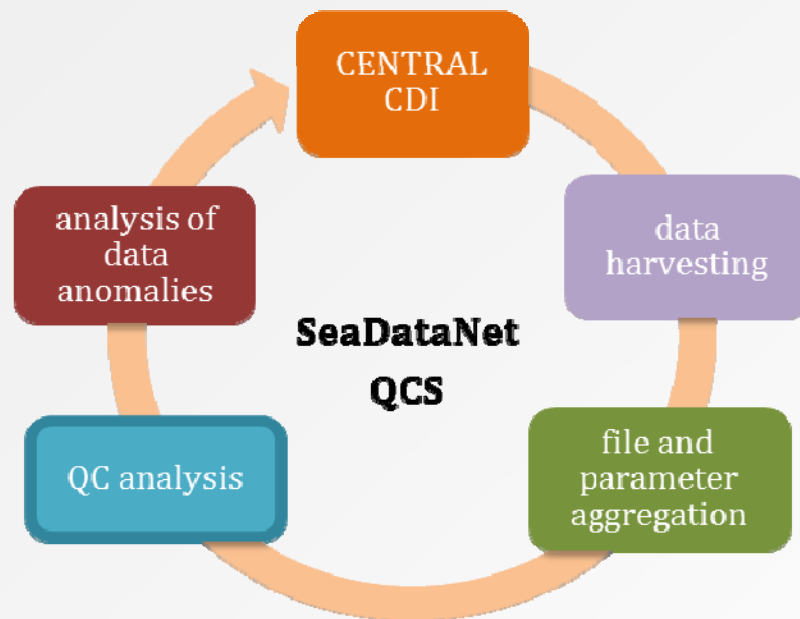 CENTRAL
CDI
data
harvesting
file and
parameter
aggregation
QC analysis
analysis of
data
anomalies
SeaDataNet
QCS